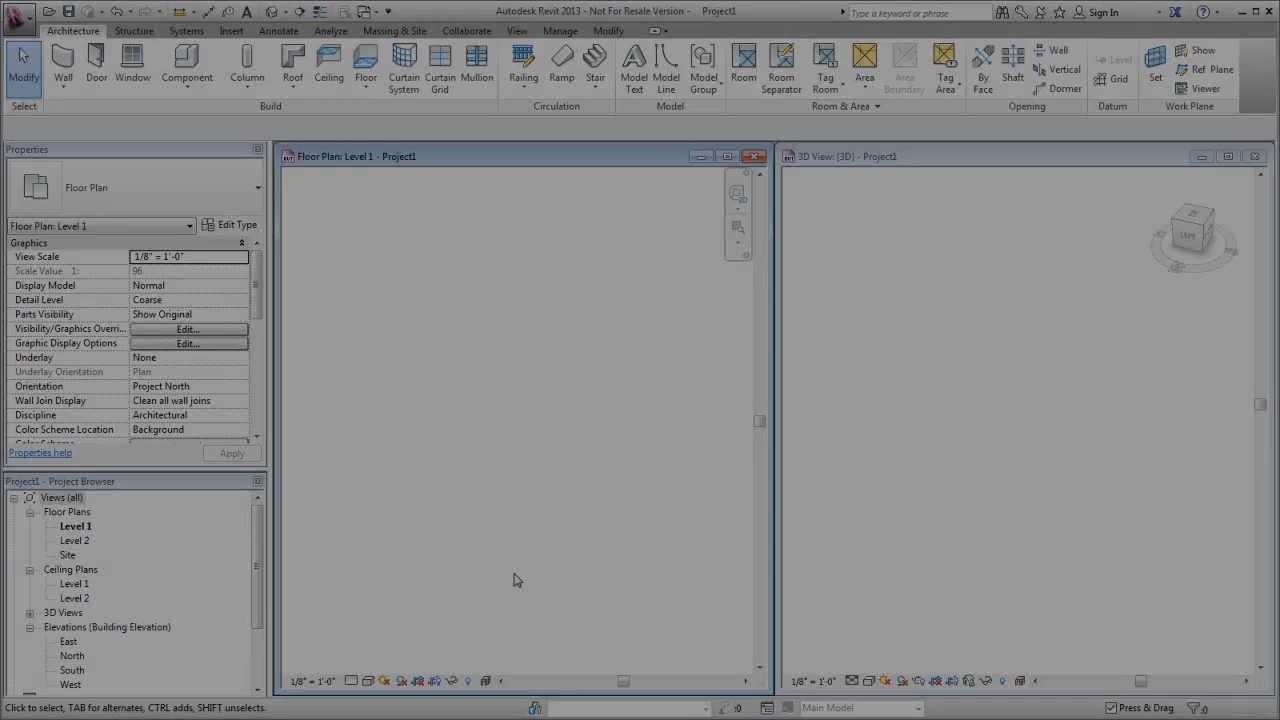 Autodesk Revit 2013 - Not For Resale Version - Project1
Type a keyword or phrase
Sign In
Architecture Structure Systems Insert Annotate Analyze Massing & Site Collaborate View Manage Modify
Modify Wall Door Window Component Column Roof Ceiling Floor Curtain System Curtain Grid Mullion Railing Ramp Stair Model Text Model Line Model Group Room Room Separator Tag Room Area Area Boundary Tag Area By Face Shaft Wall Vertical Dormer Level Grid Set Show Ref Plane Viewer
Select Build Circulation Model Room & Area Opening Datum Work Plane
Properties
Floor Plan
Floor Plan: Level 1 Edit Type
Graphics
View Scale 1/8" = 1'-0"
Scale Value 1: 96
Display Model Normal
Detail Level Coarse
Parts Visibility Show Original
Visibility/Graphics Overri... Edit...
Graphic Display Options Edit...
Underlay None
Underlay Orientation Plan
Orientation Project North
Wall Join Display Clean all wall joins
Discipline Architectural
Color Scheme Location Background
Properties help Apply
Project1 - Project Browser
Views (all)
Floor Plans
Level 1
Level 2
Site
Ceiling Plans
Level 1
Level 2
3D Views
Elevations (Building Elevation)
East
North
South
West
Floor Plan: Level 1 - Project1
2D
1/8" = 1'-0"
3D View: {3D} - Project1
LEFT
1/8" = 1'-0"
Click to select, TAB for alternates, CTRL adds, SHIFT unselects.
:0
Main Model
Press & Drag
:0